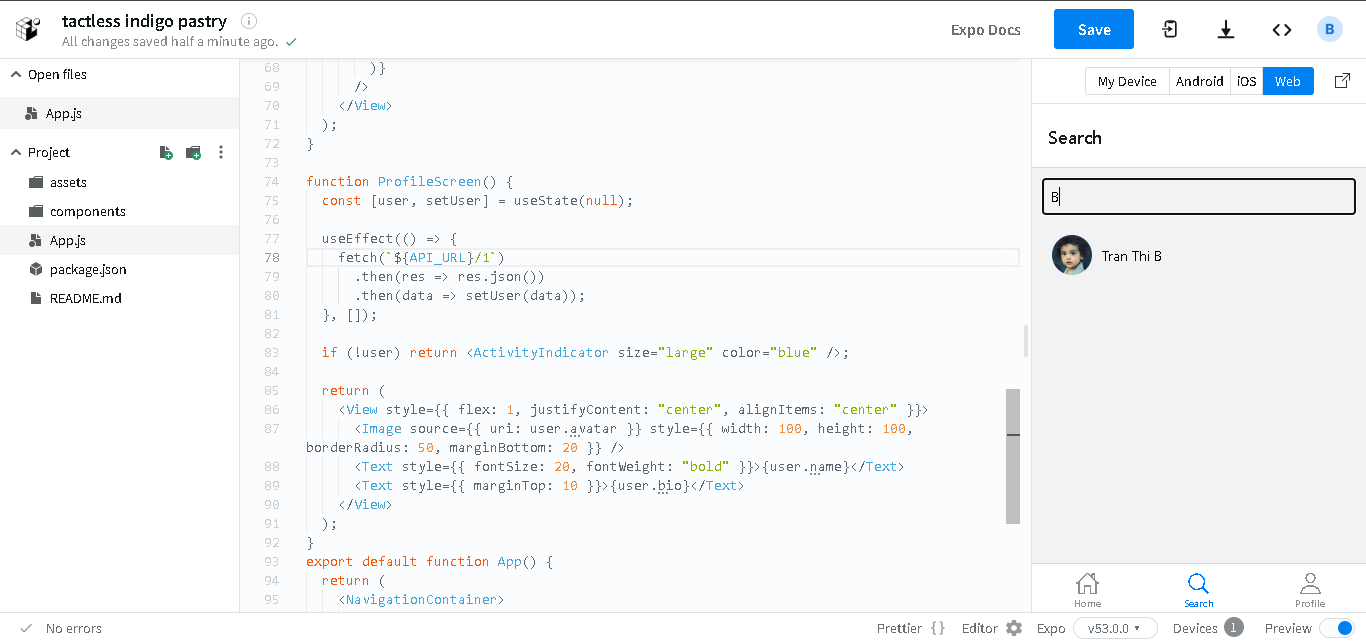 tactless indigo pastry
All changes saved half a minute ago.
Expo Docs
Save
B
Open files
App.js
Project
assets
components
App.js
package.json
README.md
68 )}
69 />
70 </View>
71 );
72 }
73
74 function ProfileScreen() {
75 const [user, setUser] = useState(null);
76
77 useEffect(() => {
78 fetch(`${API_URL}/1`)
79 .then(res => res.json())
80 .then(data => setUser(data));
81 }, []);
82
83 if (!user) return <ActivityIndicator size="large" color="blue" />;
84
85 return (
86 <View style={{ flex: 1, justifyContent: "center", alignItems: "center" }}>
87 <Image source={{ uri: user.avatar }} style={{ width: 100, height: 100,
borderRadius: 50, marginBottom: 20 }} />
88 <Text style={{ fontSize: 20, fontWeight: "bold" }}>{user.name}</Text>
89 <Text style={{ marginTop: 10 }}>{user.bio}</Text>
90 </View>
91 );
92 }
93 export default function App() {
94 return (
95 <NavigationContainer>
My Device Android iOS Web
Search
B
Tran Thi B
Home Search Profile
No errors
Prettier {} Editor Expo v53.0.0 Devices 1 Preview